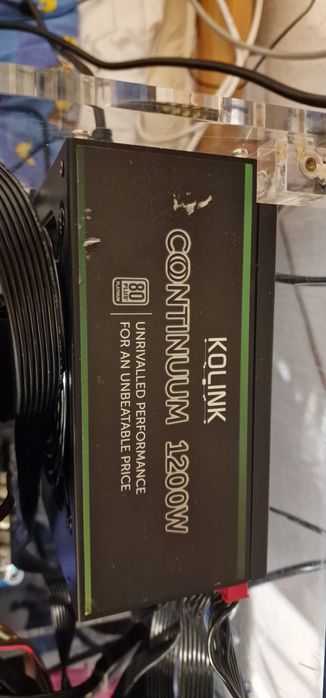 KOLINK
CONTINUUM 1200W
80
PLUS
PLATINUM
UNRIVALLED PERFORMANCE
FOR AN UNBEATABLE PRICE